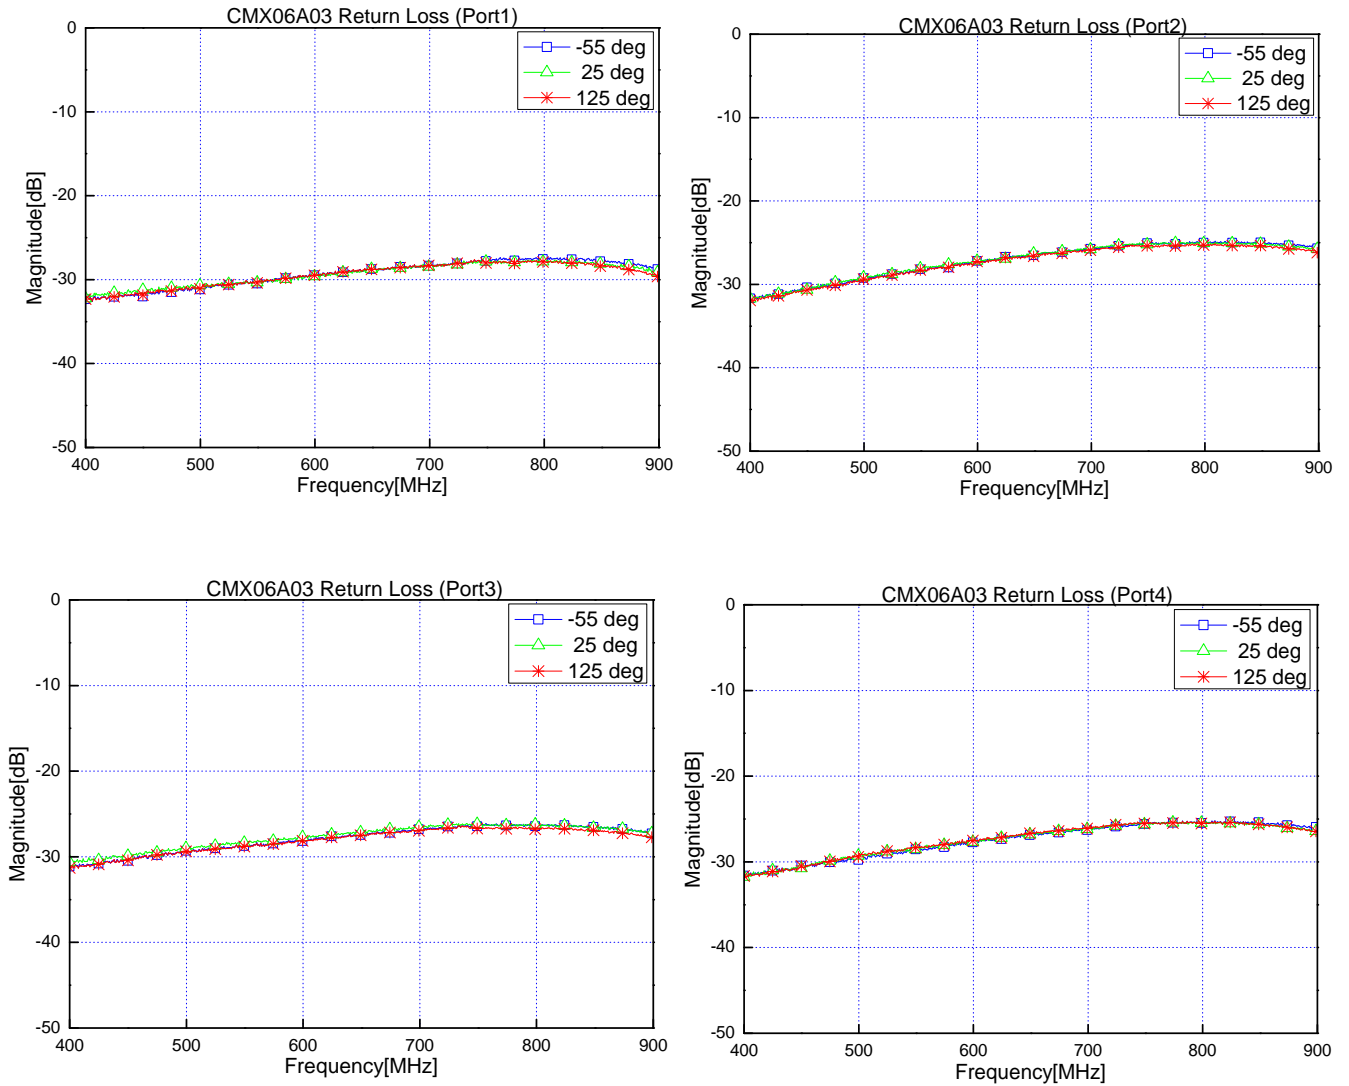 CMX06A03 Return Loss (Port1)
0
-10
-20
-30
-40
-50
Magnitude[dB]
-55 deg
25 deg
125 deg
400 500 600 700 800 900
Frequency[MHz]
CMX06A03 Return Loss (Port2)
0
-10
-20
-30
-40
-50
Magnitude[dB]
-55 deg
25 deg
125 deg
400 500 600 700 800 900
Frequency[MHz]
CMX06A03 Return Loss (Port3)
0
-10
-20
-30
-40
-50
Magnitude[dB]
-55 deg
25 deg
125 deg
400 500 600 700 800 900
Frequency[MHz]
CMX06A03 Return Loss (Port4)
0
-10
-20
-30
-40
-50
Magnitude[dB]
-55 deg
25 deg
125 deg
400 500 600 700 800 900
Frequency[MHz]